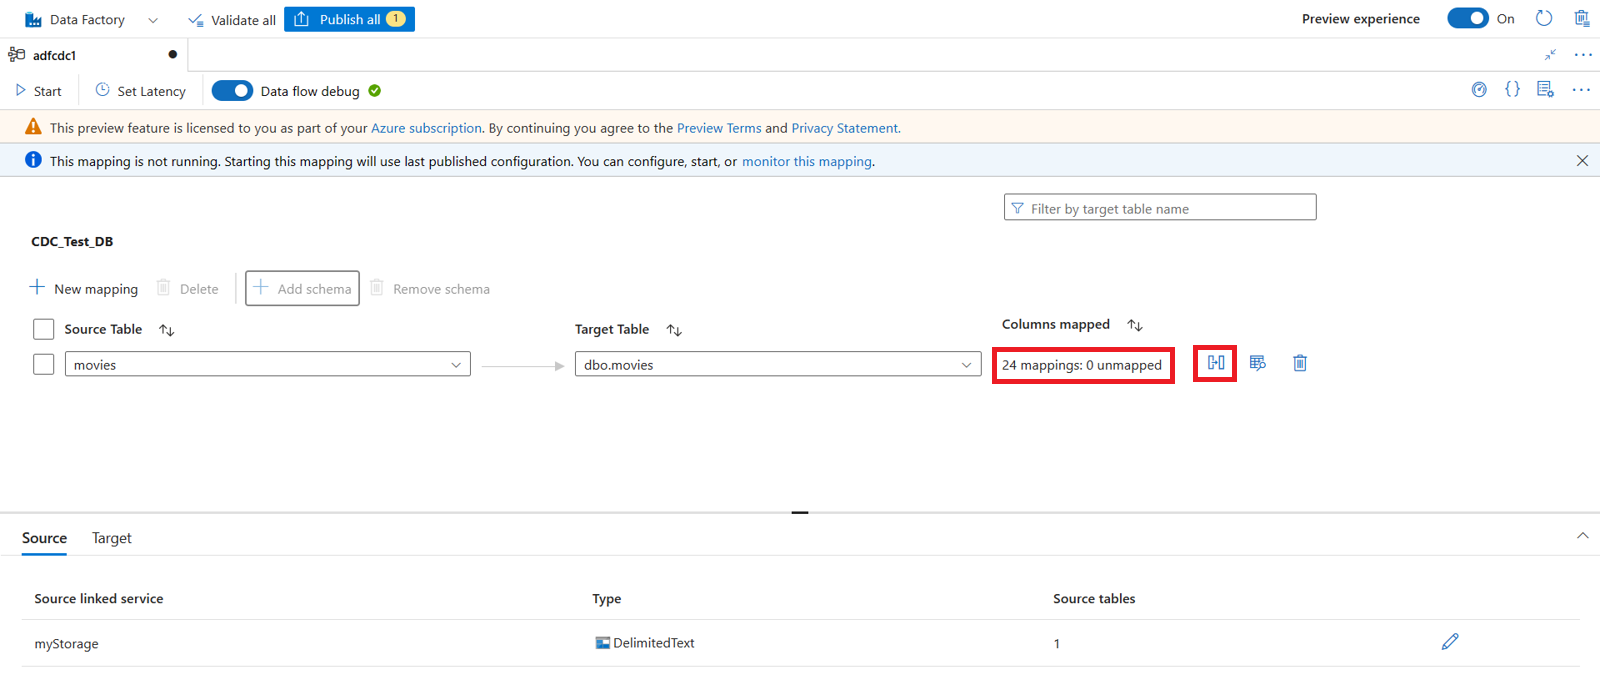 Data Factory Validate all Publish all 1 Preview experience On
adfcdc1
Start Set Latency Data flow debug
This preview feature is licensed to you as part of your Azure subscription. By continuing you agree to the Preview Terms and Privacy Statement.
This mapping is not running. Starting this mapping will use last published configuration. You can configure, start, or monitor this mapping.
Filter by target table name
CDC_Test_DB
New mapping Delete Add schema Remove schema
Source Table Target Table Columns mapped
movies dbo.movies 24 mappings: 0 unmapped
Source Target
Source linked service Type Source tables
myStorage DelimitedText 1